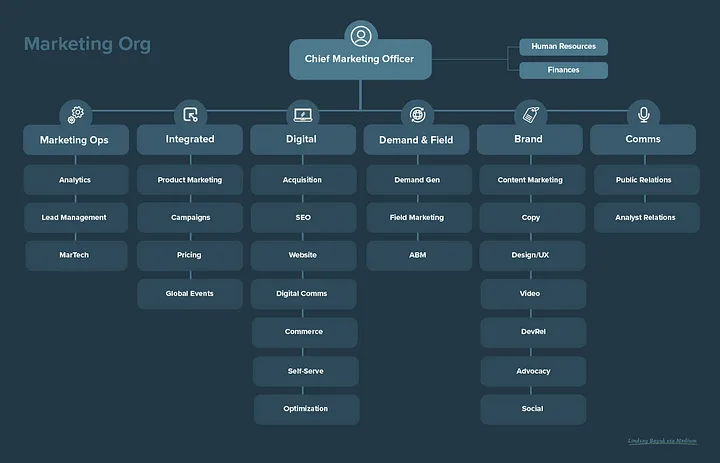 Marketing Org
Chief Marketing Officer
Human Resources
Finances
Marketing Ops
Analytics
Lead Management
MarTech
Integrated
Product Marketing
Campaigns
Pricing
Global Events
Digital
Acquisition
SEO
Website
Digital Comms
Commerce
Self-Serve
Optimization
Demand & Field
Demand Gen
Field Marketing
ABM
Brand
Content Marketing
Copy
Design/UX
Video
DevRel
Advocacy
Social
Comms
Public Relations
Analyst Relations
Lindsay via Medium